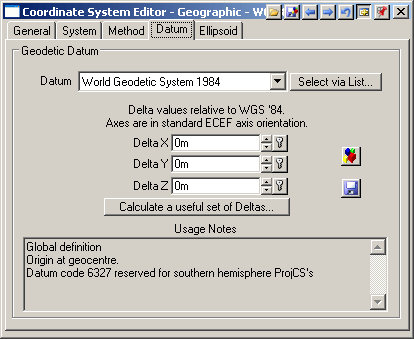 Coordinate System Editor - Geographic - WG
General System Method Datum Ellipsoid
Geodetic Datum
Datum World Geodetic System 1984 Select via List...
Delta values relative to WGS '84.
Axes are in standard ECEF axis orientation.
Delta X 0m
Delta Y 0m
Delta Z 0m
Calculate a useful set of Deltas...
Usage Notes
Global definition
Origin at geocentre.
Datum code 6327 reserved for southern hemisphere ProjCS's